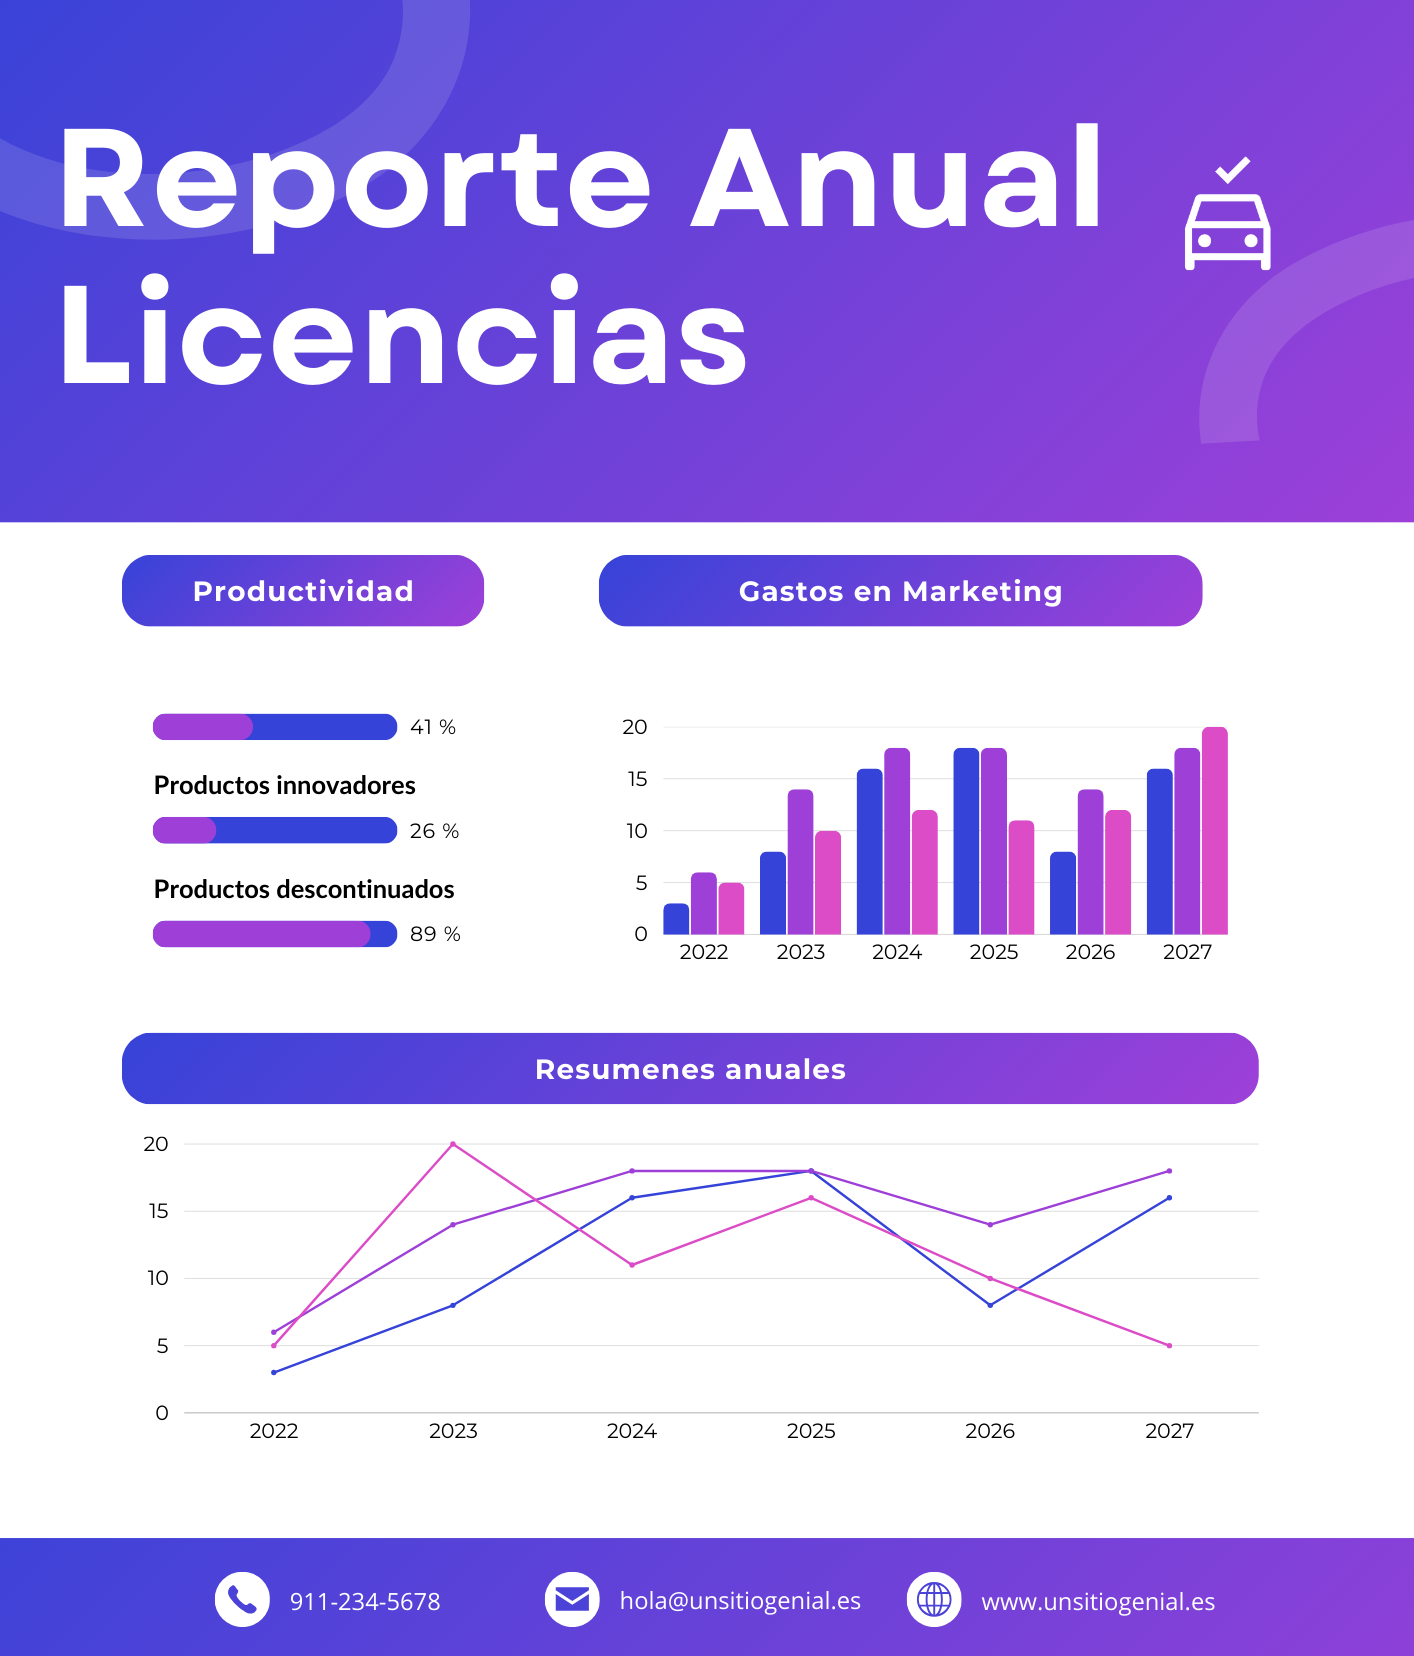 Reporte Anual
Licencias
Productividad
41 %
Productos innovadores
26 %
Productos descontinuados
89 %
Gastos en Marketing
20
15
10
5
0
2022 2023 2024 2025 2026 2027
Resumenes anuales
20
15
10
5
0
2022 2023 2024 2025 2026 2027
911-234-5678
hola@unsitiogenial.es
www.unsitiogenial.es